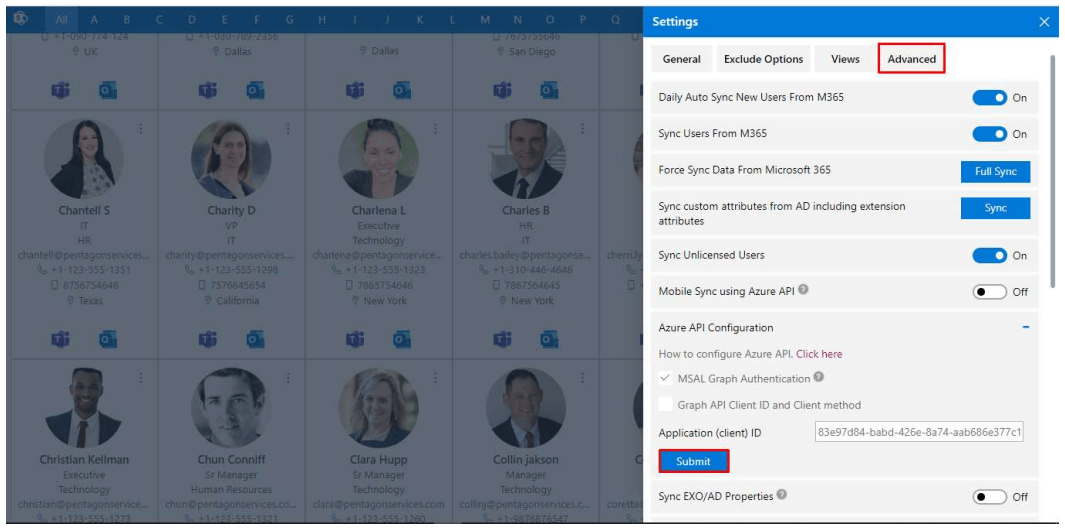 All A B C D E F G H I J K L M N O P Q
Settings
+1-090-774-124
UK
+1-030-789-2356
Dallas
Dallas
7675755646
San Diego
General Exclude Options Views Advanced
Daily Auto Sync New Users From M365 On
Sync Users From M365 On
Force Sync Data From Microsoft 365 Full Sync
Sync custom attributes from AD including extension
attributes
Sync
Sync Unlicensed Users On
Mobile Sync using Azure API Off
Azure API Configuration
How to configure Azure API. Click here
MSAL Graph Authentication
Graph API Client ID and Client method
Application (client) ID 83e97d84-babd-426e-8a74-aab686e377c1
Submit
Sync EXO/AD Properties Off
Chantell S
IT
HR
chantell@pentagonservices...
+1-123-555-1351
8756754646
Texas
Charity D
VP
IT
charity@pentagonservices...
+1-123-555-1298
7576645654
California
Charlena L
Executive
Technology
charlena@pentagonservice...
+1-123-555-1323
7865754646
New York
Charles B
HR
IT
charles.bailey@pentagonse...
+1-310-446-4646
7867564645
New York
Christian Kellman
Executive
Technology
christian@pentagonservice...
+1-123-555-1273
Chun Conniff
Sr Manager
Human Resources
chun@pentagonservices.co...
+1-123-555-1321
Clara Hupp
Sr Manager
Technology
clara@pentagonservices.com
+1-123-555-1260
Collin jakson
Manager
Technology
collinj@pentagonservices.c...
+1-9876876547